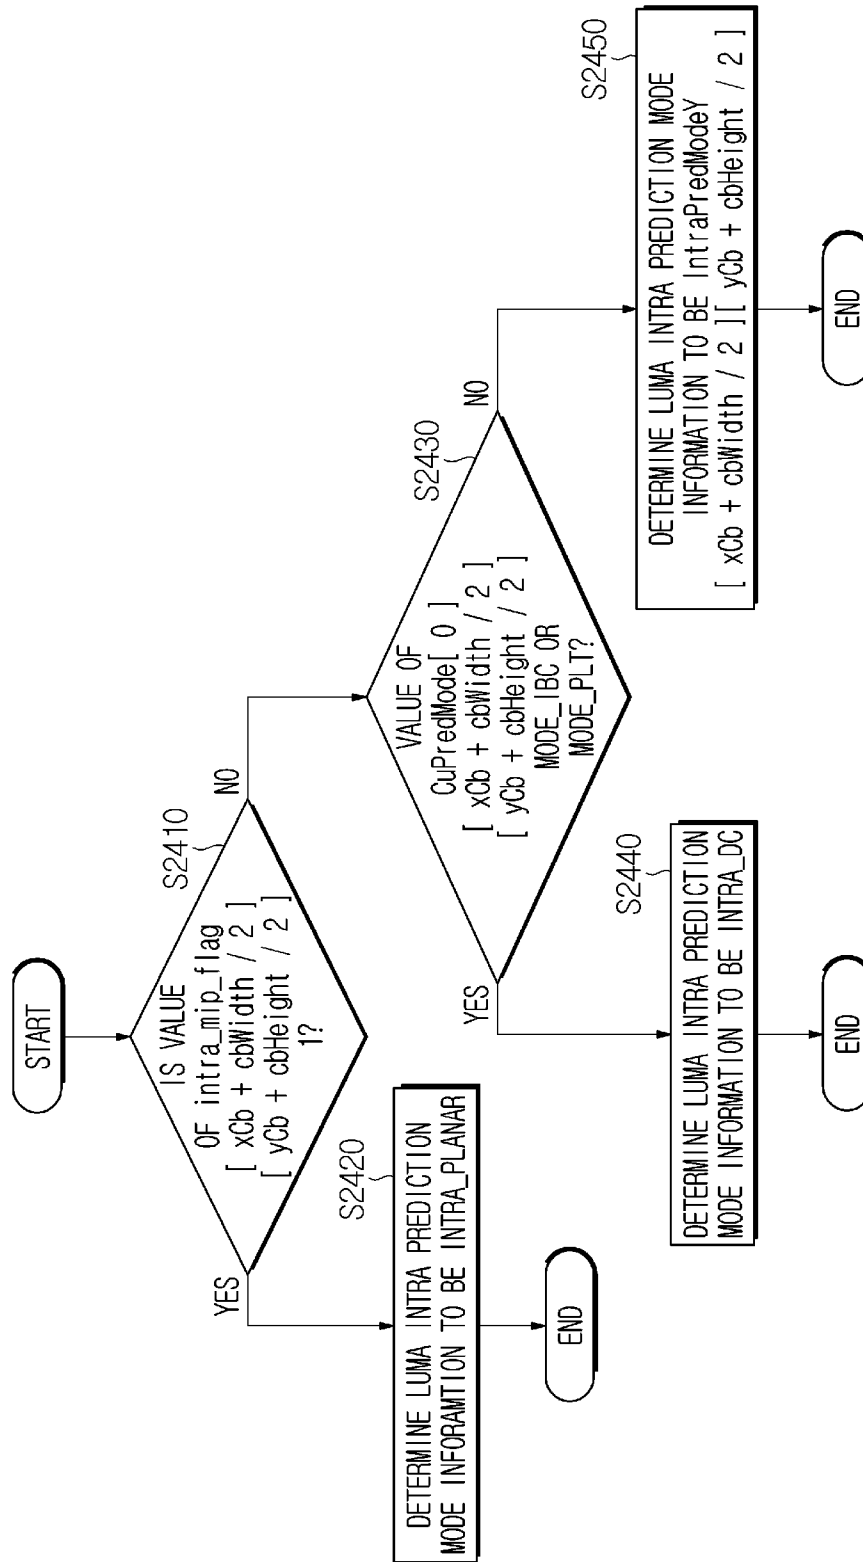 START
S2410
IS VALUE
OF intra_mip_flag
[ xCb + cbWidth / 2 ]
[ yCb + cbHeight / 2 ]
1?
YES
NO
S2420
DETERMINE LUMA INTRA PREDICTION
MODE INFORAMTION TO BE INTRA_PLANAR
END
S2430
VALUE OF
CuPredMode[ 0 ]
[ xCb + cbWidth / 2 ]
[ yCb + cbHeight / 2 ]
MODE_IBC OR
MODE_PLT?
YES
NO
S2440
DETERMINE LUMA INTRA PREDICTION
MODE INFORMATION TO BE INTRA_DC
END
S2450
DETERMINE LUMA INTRA PREDICTION MODE
INFORMATION TO BE IntraPredModeY
[ xCb + cbWidth / 2 ][ yCb + cbHeight / 2 ]
END